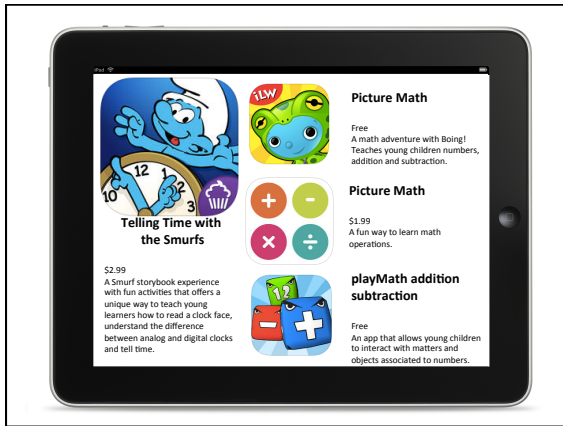 iPad
iLW
12
1
2
3
10
Telling Time with
the Smurfs
$2.99
A Smurf storybook experience
with fun activities that offers a
unique way to teach young
learners how to read a clock face,
understand the difference
between analog and digital clocks
and tell time.
Picture Math
Free
A math adventure with Boing!
Teaches young children numbers,
addition and subtraction.
+ -
× ÷
Picture Math
$1.99
A fun way to learn math
operations.
12
- +
playMath addition
subtraction
Free
An app that allows young children
to interact with matters and
objects associated to numbers.